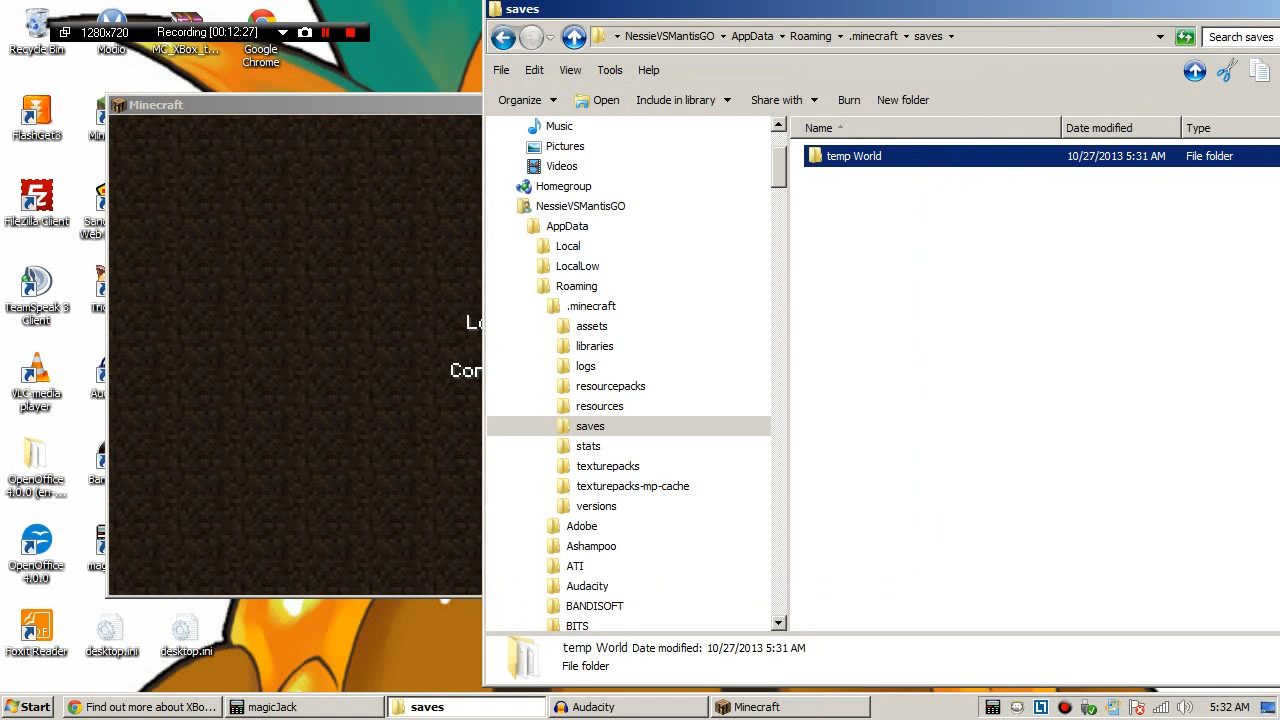 Recycle Bin
Modio
MC_XBox_t...
Google
Chrome
1280x720
Recording [00:12:27]
FlashGet3
FileZilla Client
TeamSpeak 3
Client
VLC media
player
OpenOffice
4.0.0 (en-...
OpenOffice
4.0.0
Foxit Reader
desktop.ini
desktop.ini
Minecraft
saves
NessieVSMantisGO
AppData
Roaming
.minecraft
saves
Search saves
File
Edit
View
Tools
Help
Organize
Open
Include in library
Share with
Burn
New folder
Music
Pictures
Videos
Homegroup
NessieVSMantisGO
AppData
Local
LocalLow
Roaming
.minecraft
assets
libraries
logs
resourcepacks
resources
saves
stats
texturepacks
texturepacks-mp-cache
versions
Adobe
Ashampoo
ATI
Audacity
BANDISOFT
BITS
Name
Date modified
Type
temp World
10/27/2013 5:31 AM
File folder
temp World Date modified: 10/27/2013 5:31 AM
File folder
Start
Find out more about XBo...
magicJack
saves
Audacity
Minecraft
5:32 AM